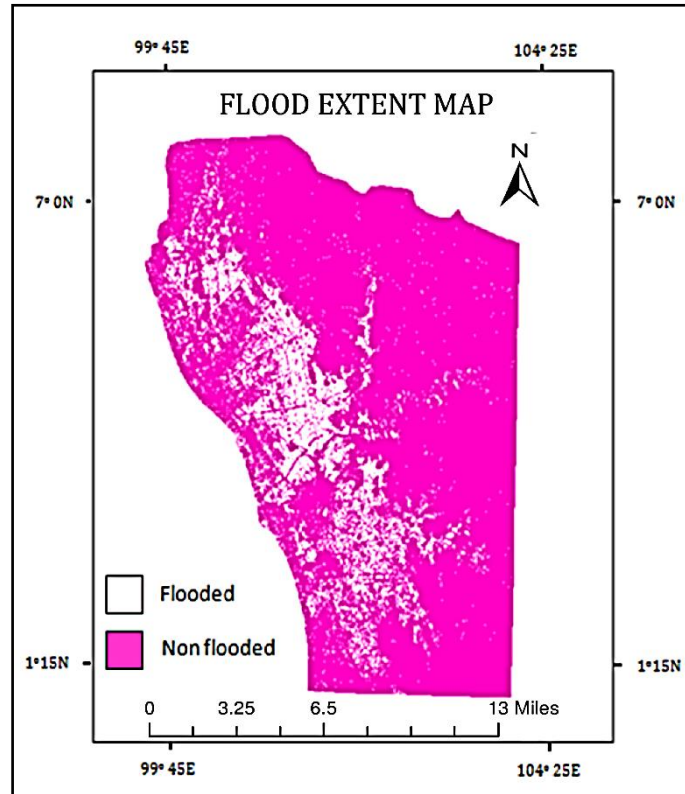 99° 45E 104° 25E
FLOOD EXTENT MAP
N
7° 0N 7° 0N
Flooded
Non flooded
1°15N 1°15N
0 3.25 6.5 13 Miles
99° 45E 104° 25E